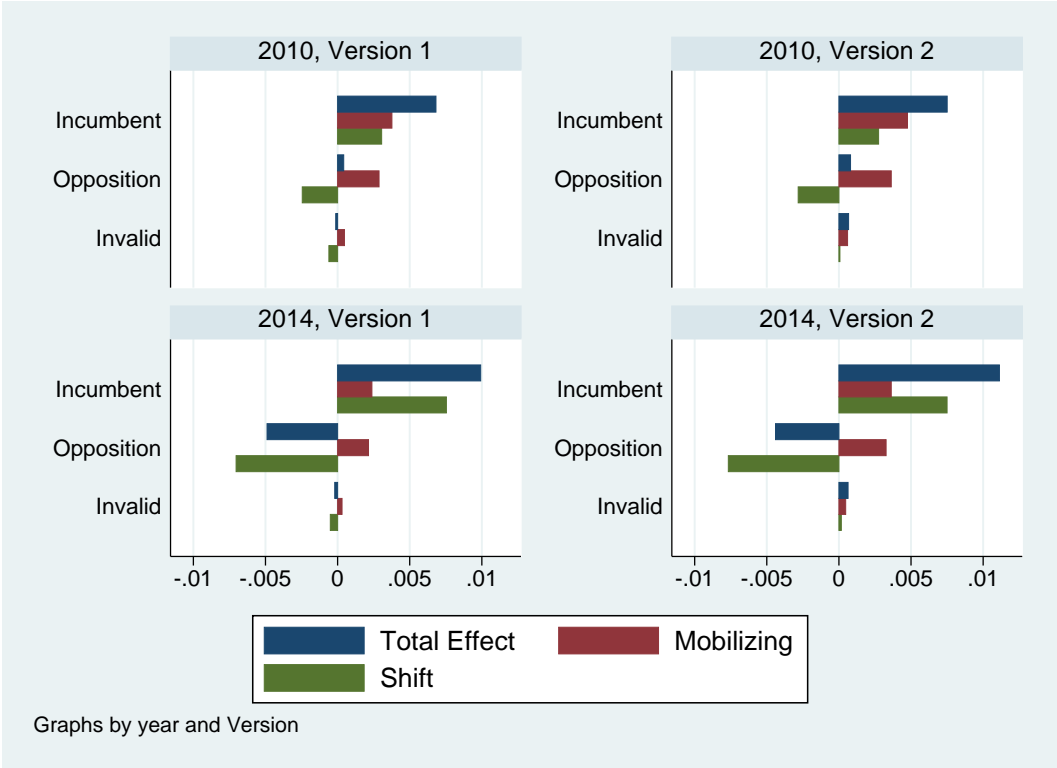 2010, Version 1
2010, Version 2
Incumbent
Opposition
Invalid
Incumbent
Opposition
Invalid
2014, Version 1
2014, Version 2
Incumbent
Opposition
Invalid
Incumbent
Opposition
Invalid
-.01 -.005 0 .005 .01
-.01 -.005 0 .005 .01
Total Effect
Mobilizing
Shift
Graphs by year and Version